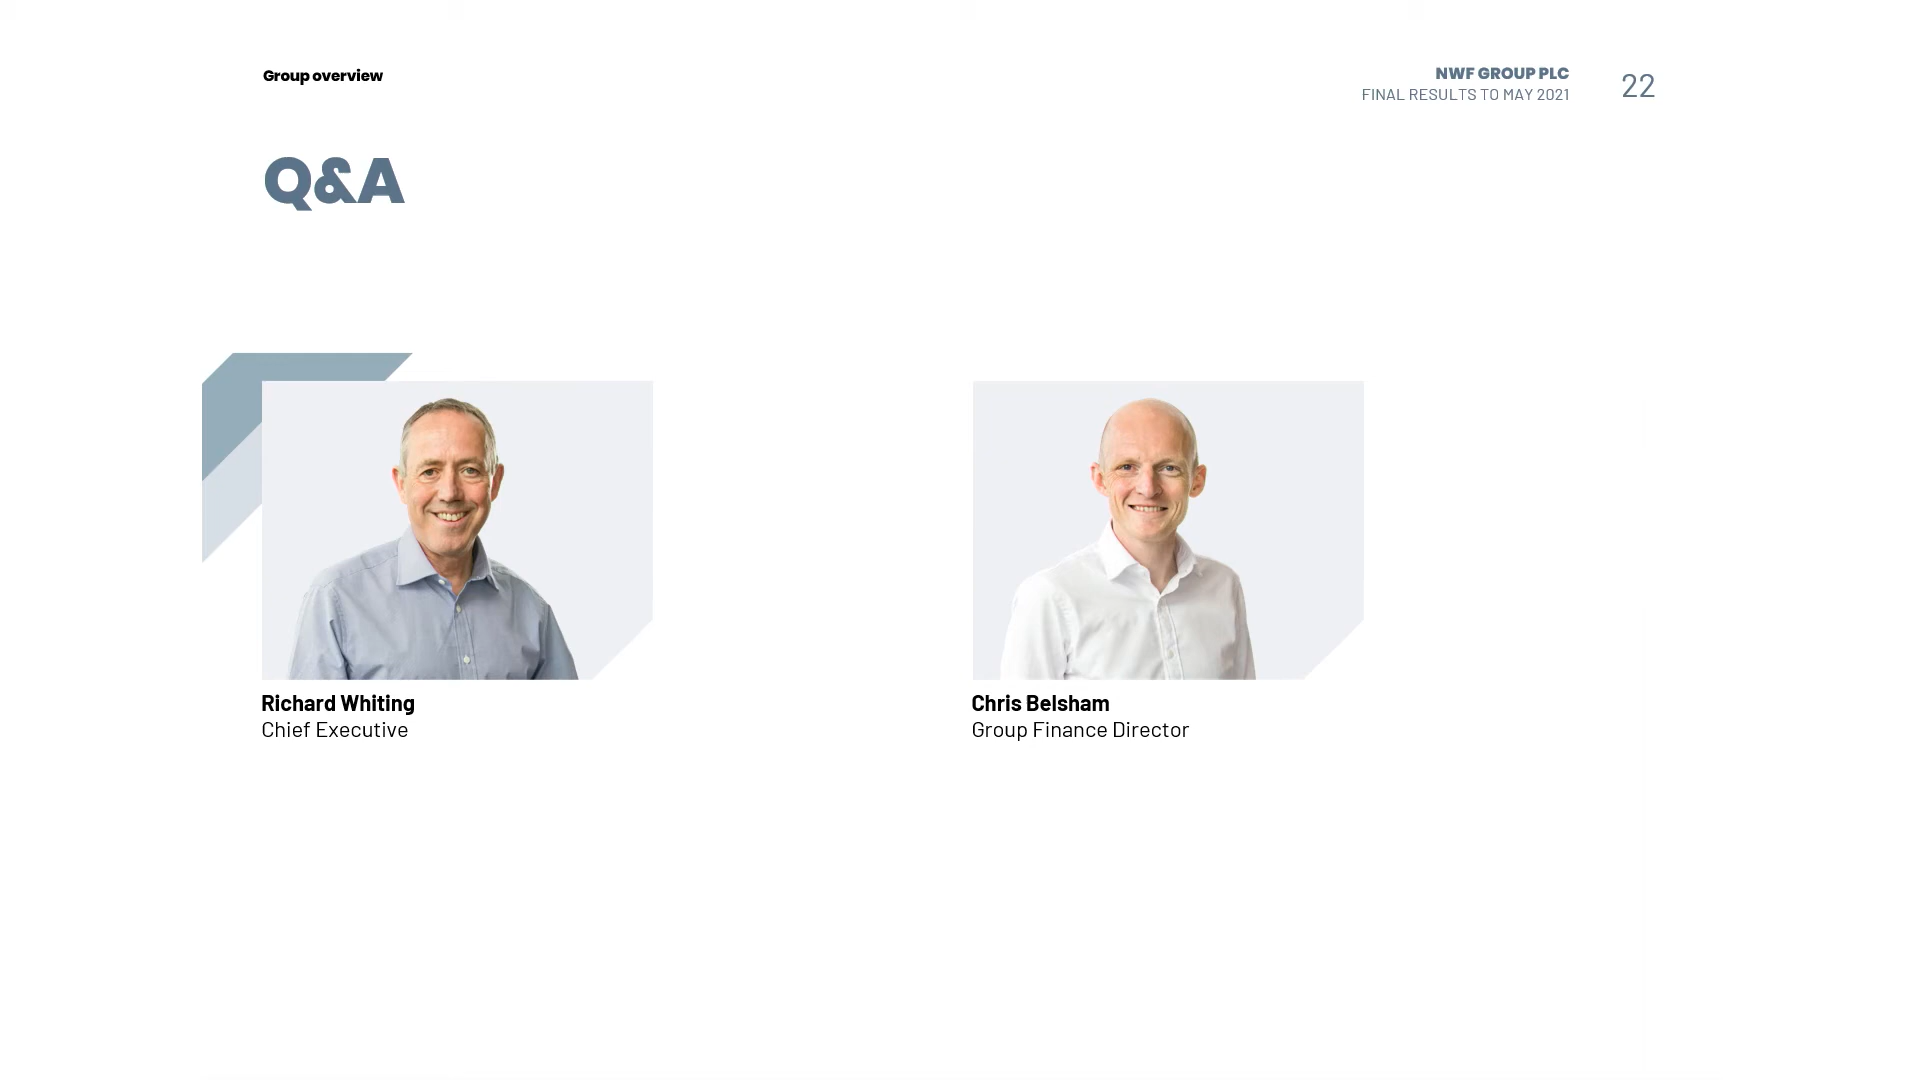 Group overview
NWF GROUP PLC
FINAL RESULTS TO MAY 2021
22
Q&A
Richard Whiting
Chief Executive
Chris Belsham
Group Finance Director